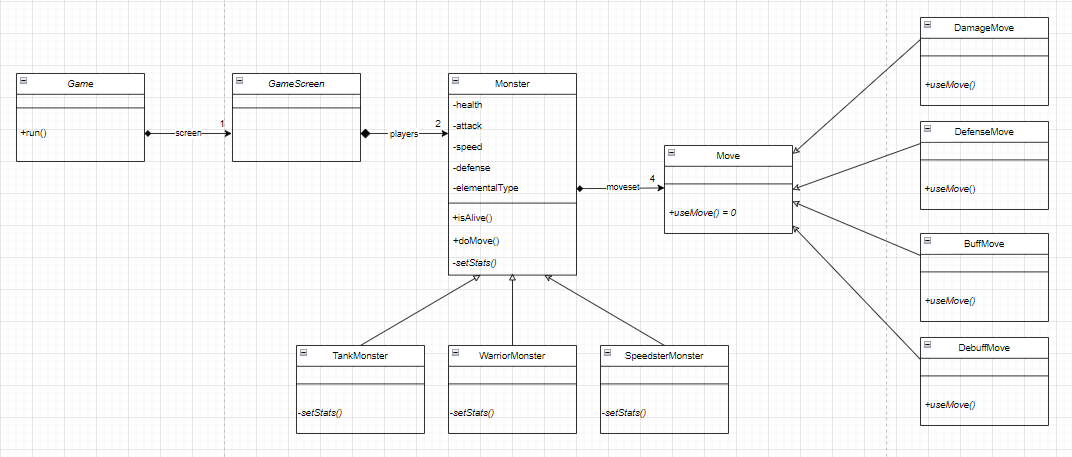 Game
+run()
screen
1
GameScreen
players
2
Monster
-health
-attack
-speed
-defense
-elementalType
+isAlive()
+doMove()
-setStats()
moveset
4
Move
+useMove() = 0
DamageMove
+useMove()
DefenseMove
+useMove()
BuffMove
+useMove()
DebuffMove
+useMove()
TankMonster
-setStats()
WarriorMonster
-setStats()
SpeedsterMonster
-setStats()